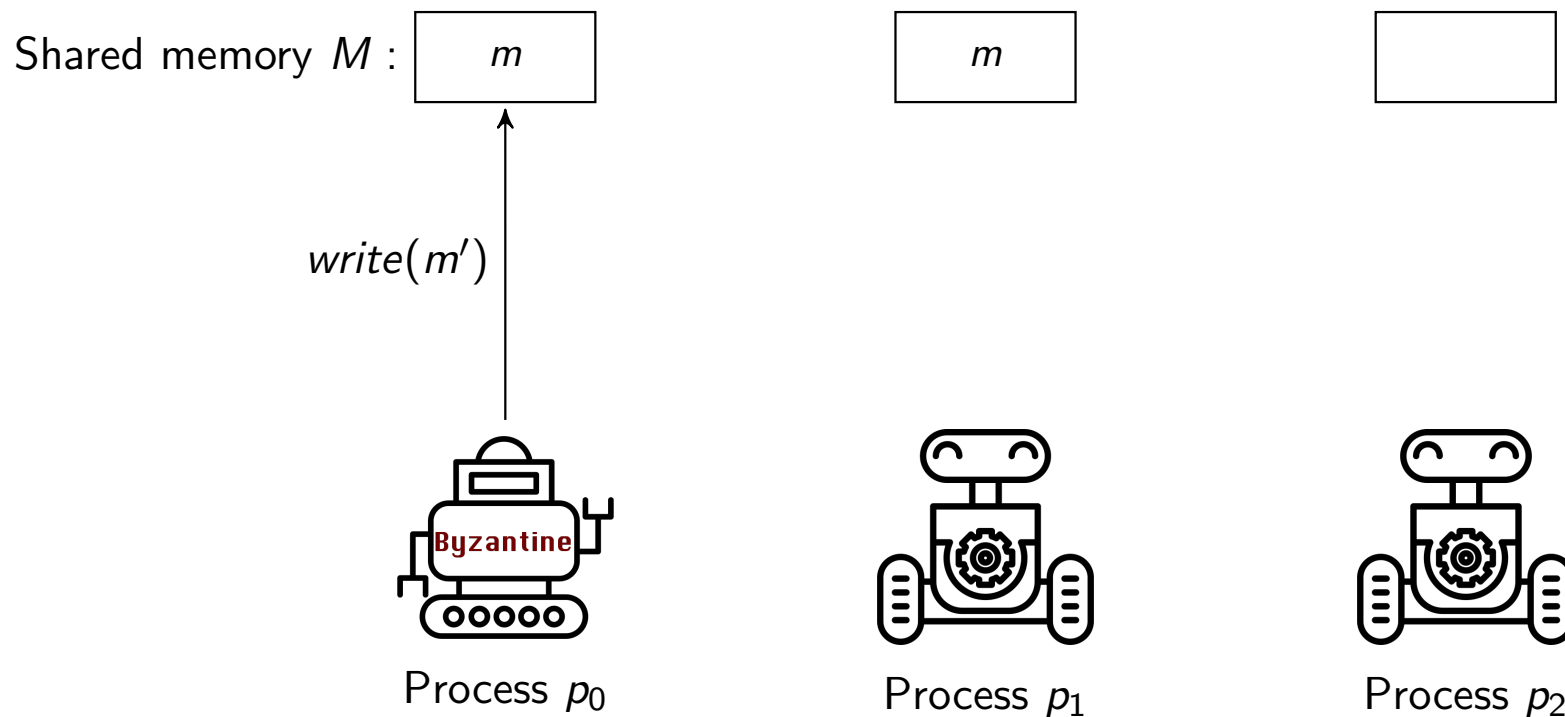 Shared memory M : m m
write(m′)
Byzantine
Process p₀ Process p₁ Process p₂